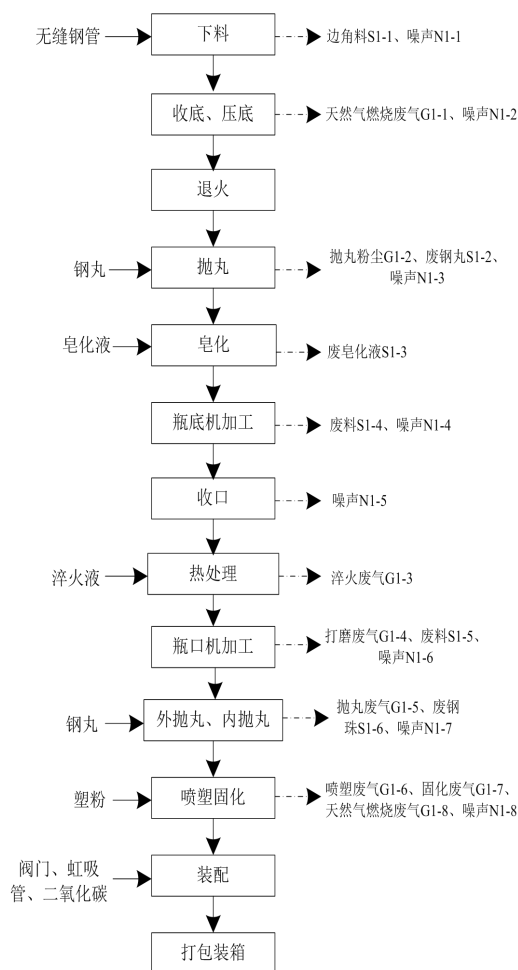 无缝钢管
下料
边角料S1-1、噪声N1-1
收底、压底
天然气燃烧废气G1-1、噪声N1-2
退火
钢丸
抛丸
抛丸粉尘G1-2、废钢丸S1-2、
噪声N1-3
皂化液
皂化
废皂化液S1-3
瓶底机加工
废料S1-4、噪声N1-4
收口
噪声N1-5
淬火液
热处理
淬火废气G1-3
瓶口机加工
打磨废气G1-4、废料S1-5、
噪声N1-6
钢丸
外抛丸、内抛丸
抛丸废气G1-5、废钢
珠S1-6、噪声N1-7
塑粉
喷塑固化
喷塑废气G1-6、固化废气G1-7、
天然气燃烧废气G1-8、噪声N1-8
阀门、虹吸
管、二氧化碳
装配
打包装箱